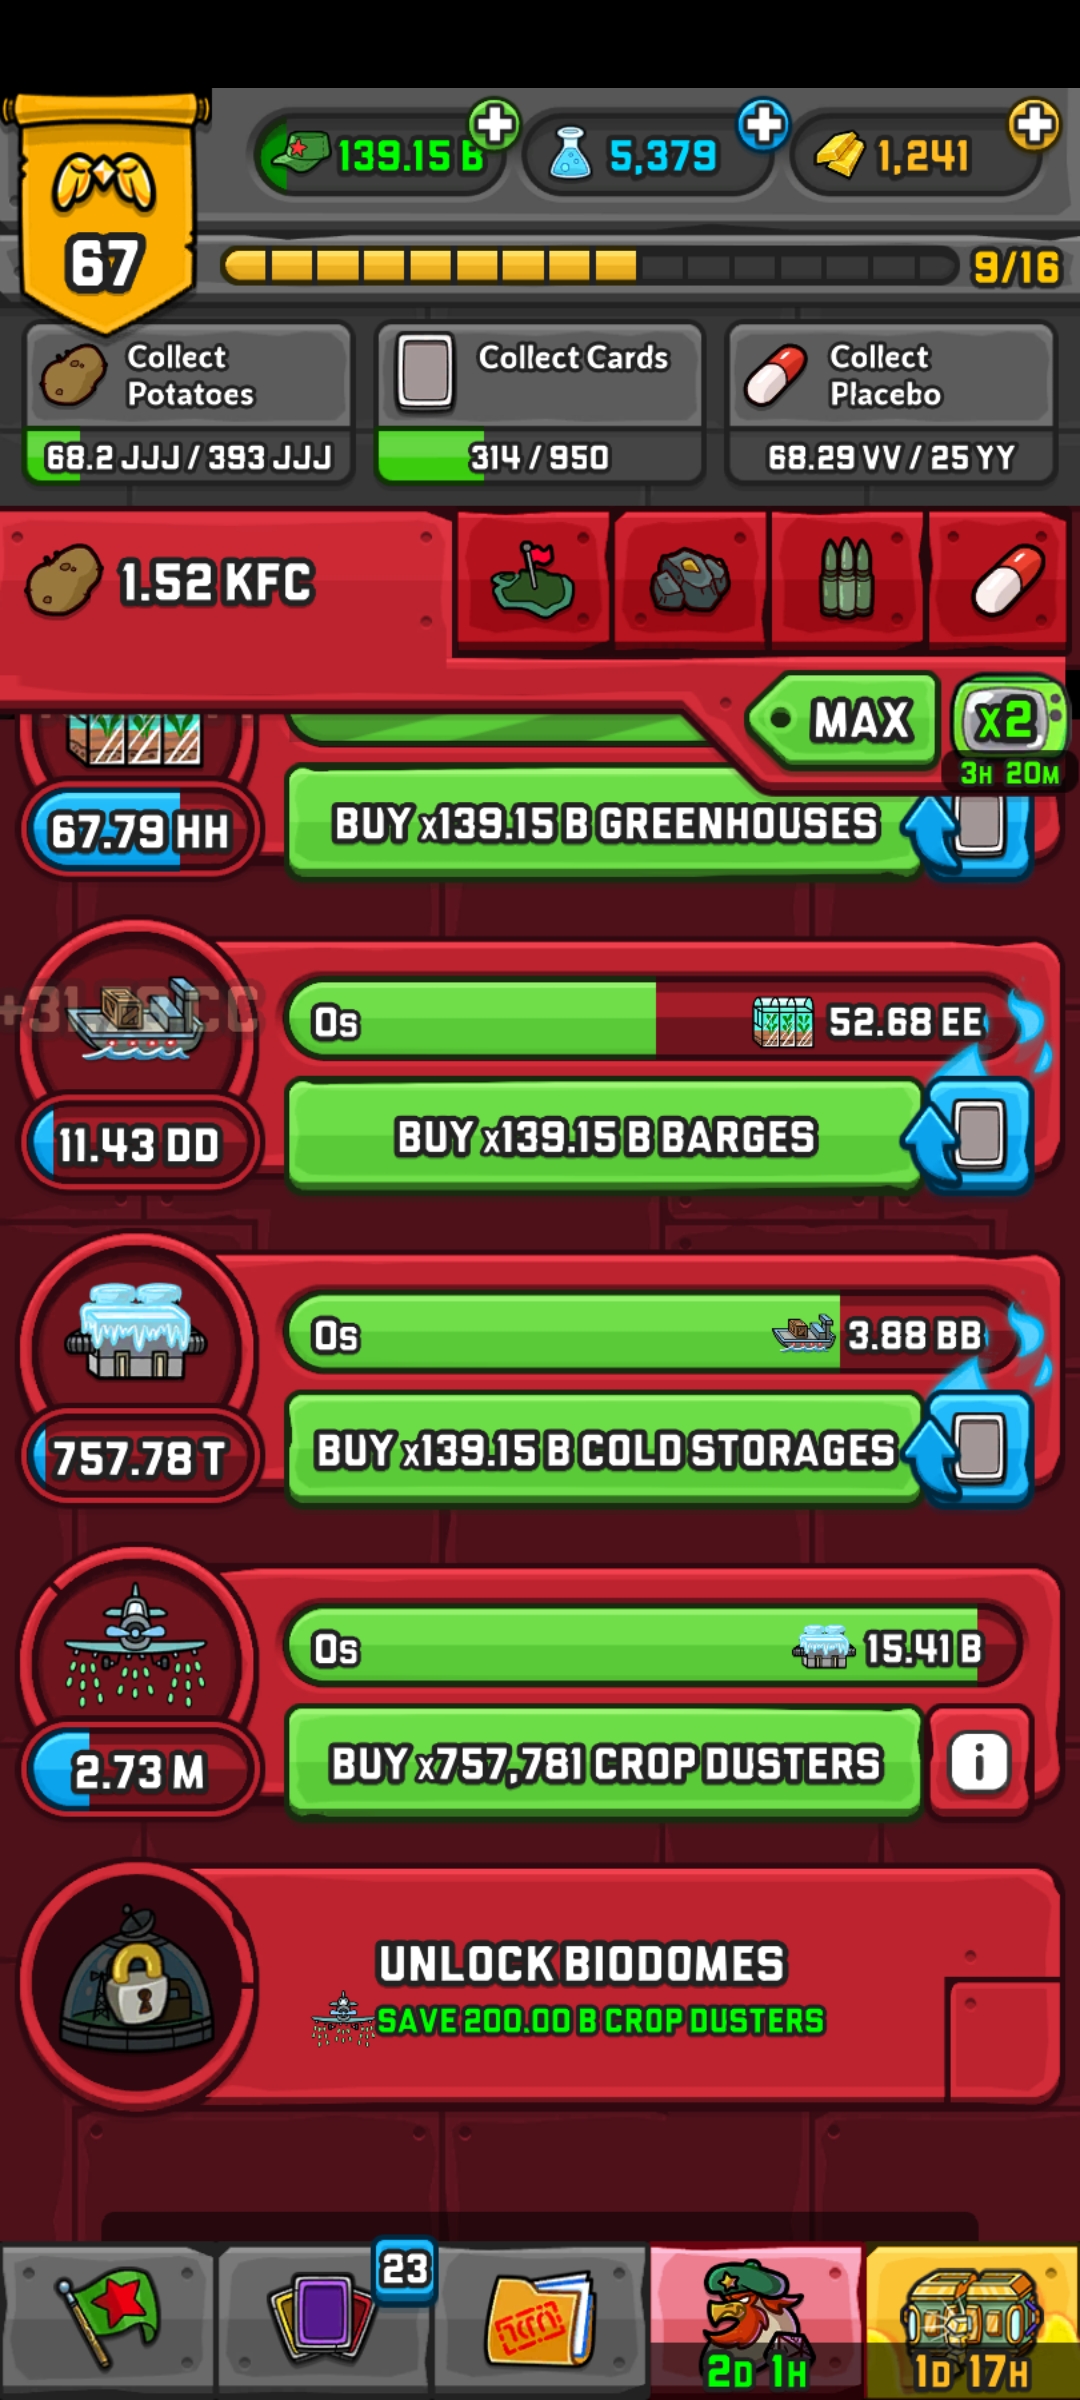 139.15 B
5,379
1,241
67
9/16
Collect
Potatoes
68.2 JJJ / 393 JJJ
Collect Cards
314 / 950
Collect
Placebo
68.29 VV / 25 YY
1.52 KFC
MAX
x2
3H 20M
67.79 HH
BUY x139.15 B GREENHOUSES
0s
52.68 EE
11.43 DD
BUY x139.15 B BARGES
0s
3.88 BB
757.78 T
BUY x139.15 B COLD STORAGES
0s
15.41 B
2.73 M
BUY x757,781 CROP DUSTERS
i
UNLOCK BIODOMES
SAVE 200.00 B CROP DUSTERS
23
2D 1H
1D 17H